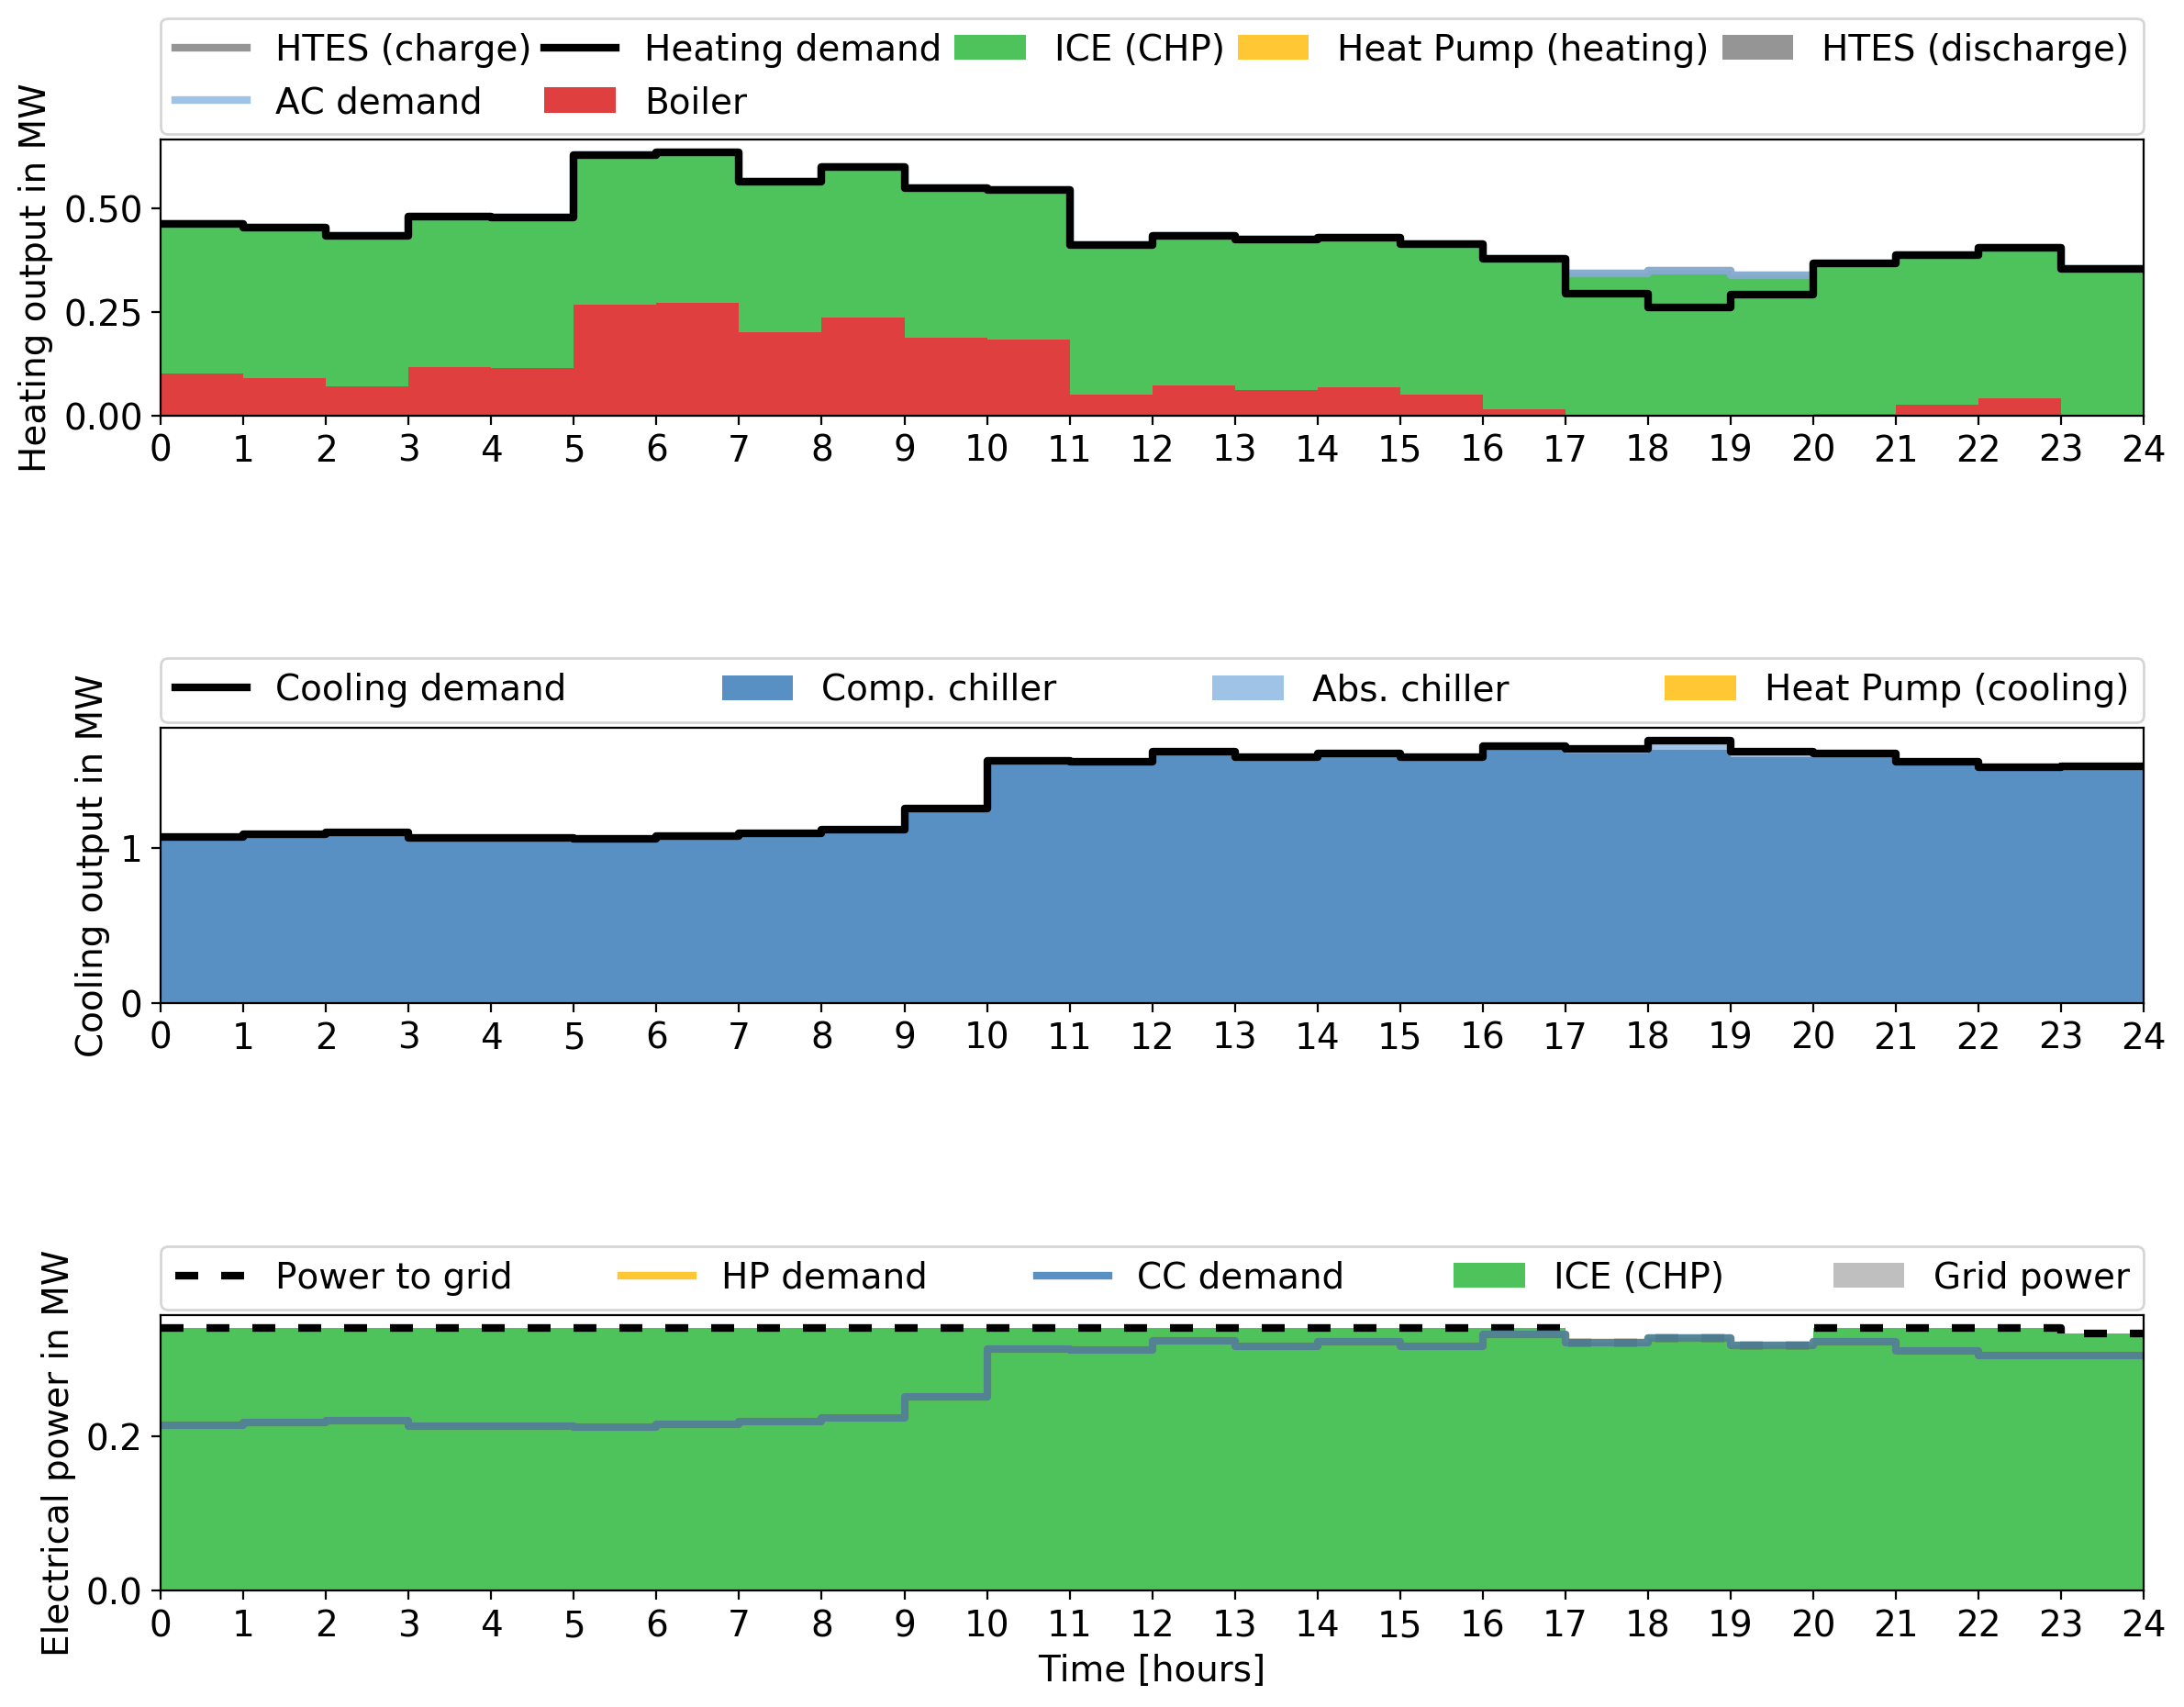 HTES (charge) Heating demand ICE (CHP) Heat Pump (heating) HTES (discharge)
AC demand Boiler
Heating output in MW
0.50
0.25
0.00
0 1 2 3 4 5 6 7 8 9 10 11 12 13 14 15 16 17 18 19 20 21 22 23 24
Cooling demand Comp. chiller Abs. chiller Heat Pump (cooling)
Cooling output in MW
1
0
0 1 2 3 4 5 6 7 8 9 10 11 12 13 14 15 16 17 18 19 20 21 22 23 24
Power to grid HP demand CC demand ICE (CHP) Grid power
Electrical power in MW
0.2
0.0
0 1 2 3 4 5 6 7 8 9 10 11 12 13 14 15 16 17 18 19 20 21 22 23 24
Time [hours]